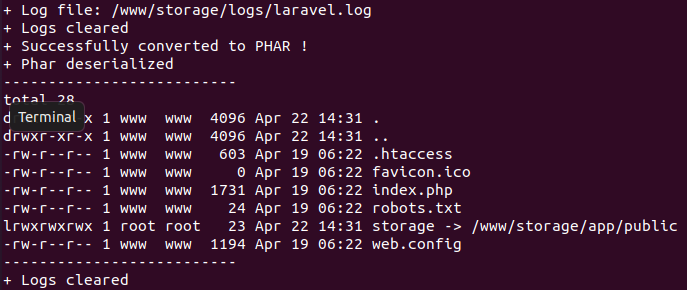 + Log file: /www/storage/logs/laravel.log
+ Logs cleared
+ Successfully converted to PHAR !
+ Phar deserialized
--------------------------
total 28
Terminal
x 1 www  www  4096 Apr 22 14:31 .
drwxr-xr-x 1 www  www  4096 Apr 22 14:31 ..
-rw-r--r-- 1 www  www   603 Apr 19 06:22 .htaccess
-rw-r--r-- 1 www  www     0 Apr 19 06:22 favicon.ico
-rw-r--r-- 1 www  www  1731 Apr 19 06:22 index.php
-rw-r--r-- 1 www  www    24 Apr 19 06:22 robots.txt
lrwxrwxrwx 1 root root   23 Apr 22 14:31 storage -> /www/storage/app/public
-rw-r--r-- 1 www  www  1194 Apr 19 06:22 web.config
--------------------------
+ Logs cleared